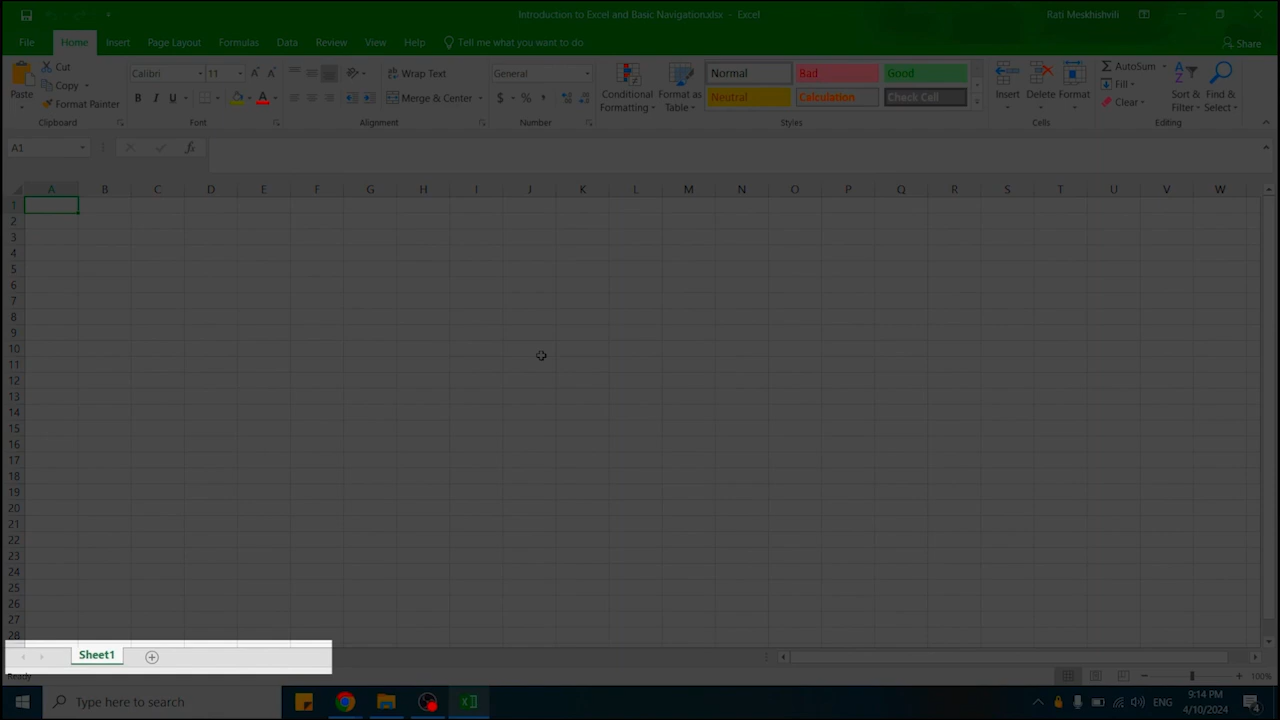 Introduction to Excel and Basic Navigation.xlsx - Excel
Rati Meskhishvili
File Home Insert Page Layout Formulas Data Review View Help Tell me what you want to do
Share
Paste
Cut
Copy
Format Painter
Calibri 11
B I U
Wrap Text
Merge & Center
General
$ % ,
Conditional Formatting
Format as Table
Normal Bad Good
Neutral Calculation Check Cell
Insert Delete Format
AutoSum
Fill
Clear
Sort & Filter
Find & Select
Clipboard Font Alignment Number Styles Cells Editing
A1
fx
A B C D E F G H I J K L M N O P Q R S T U V W
1
2
3
4
5
6
7
8
9
10
11
12
13
14
15
16
17
18
19
20
21
22
23
24
25
26
27
28
Sheet1
Ready
100%
Type here to search
ENG
9:14 PM
4/10/2024
4